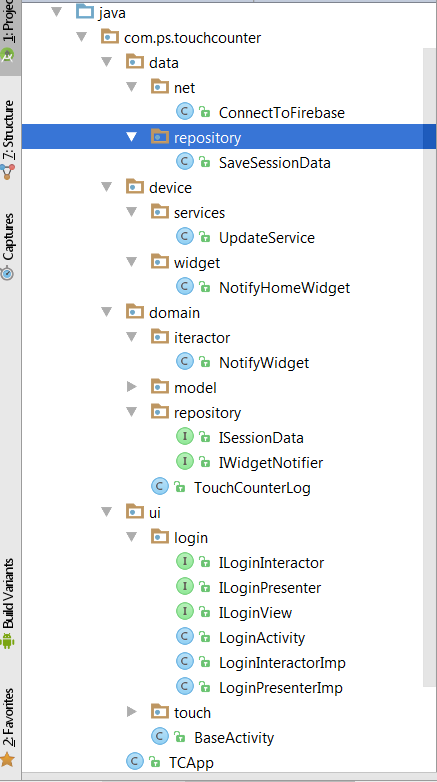 java
com.ps.touchcounter
data
net
C ConnectToFirebase
repository
C SaveSessionData
device
services
C UpdateService
widget
C NotifyHomeWidget
domain
iteractor
C NotifyWidget
model
repository
I ISessionData
I IWidgetNotifier
C TouchCounterLog
ui
login
I ILoginInteractor
I ILoginPresenter
I ILoginView
C LoginActivity
C LoginInteractorImp
C LoginPresenterImp
touch
C BaseActivity
C TCApp
1: Projec
7: Structure
Captures
Build Variants
2: Favorites